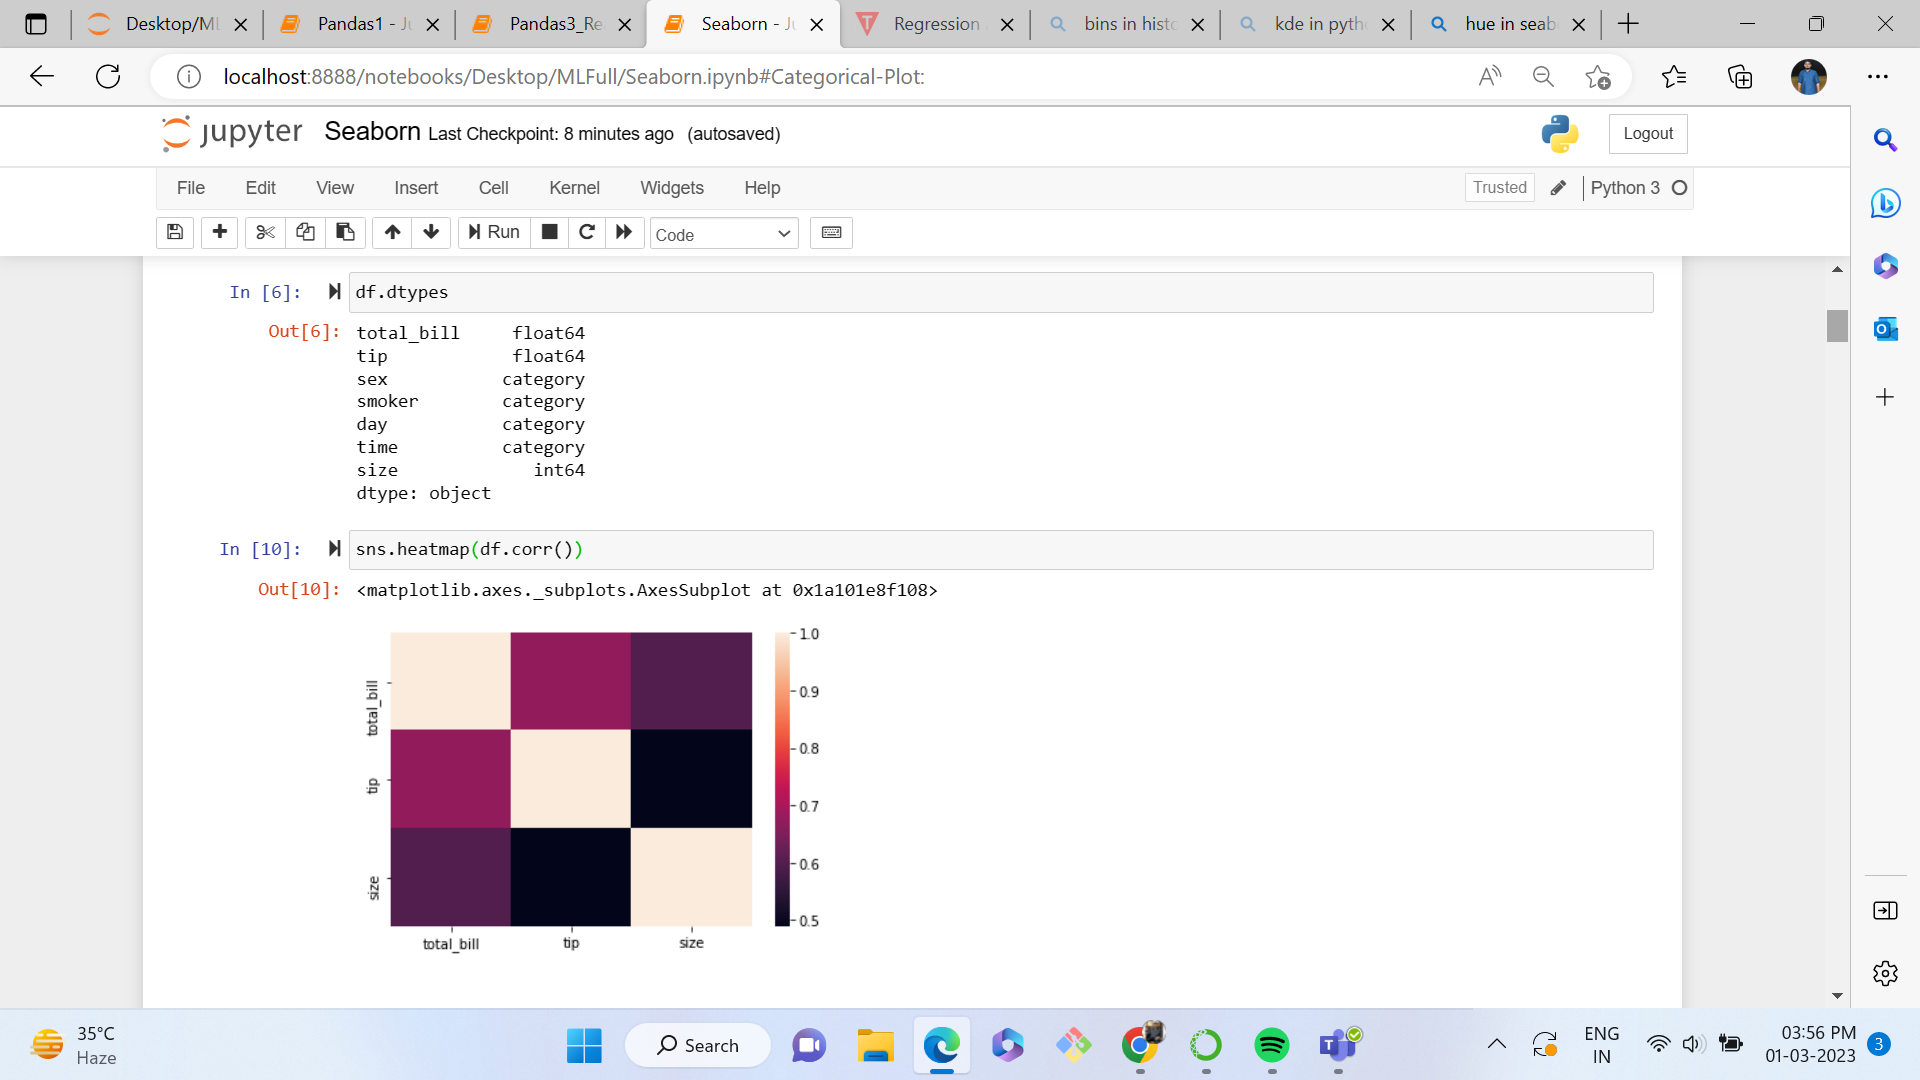 Desktop/ML
Pandas1 - Ju
Pandas3_Re
Seaborn - Ju
Regression
bins in histo
kde in pyth
hue in seab
localhost:8888/notebooks/Desktop/MLFull/Seaborn.ipynb#Categorical-Plot:
jupyter Seaborn Last Checkpoint: 8 minutes ago (autosaved)
Logout
File Edit View Insert Cell Kernel Widgets Help
Trusted
Python 3
Run
Code
In [6]: df.dtypes
Out[6]: total_bill float64
tip float64
sex category
smoker category
day category
time category
size int64
dtype: object
In [10]: sns.heatmap(df.corr())
Out[10]: <matplotlib.axes._subplots.AxesSubplot at 0x1a101e8f108>
total_bill
tip
size
total_bill tip size
1.0
0.9
0.8
0.7
0.6
0.5
35°C
Haze
Search
ENG
IN
03:56 PM
01-03-2023
3